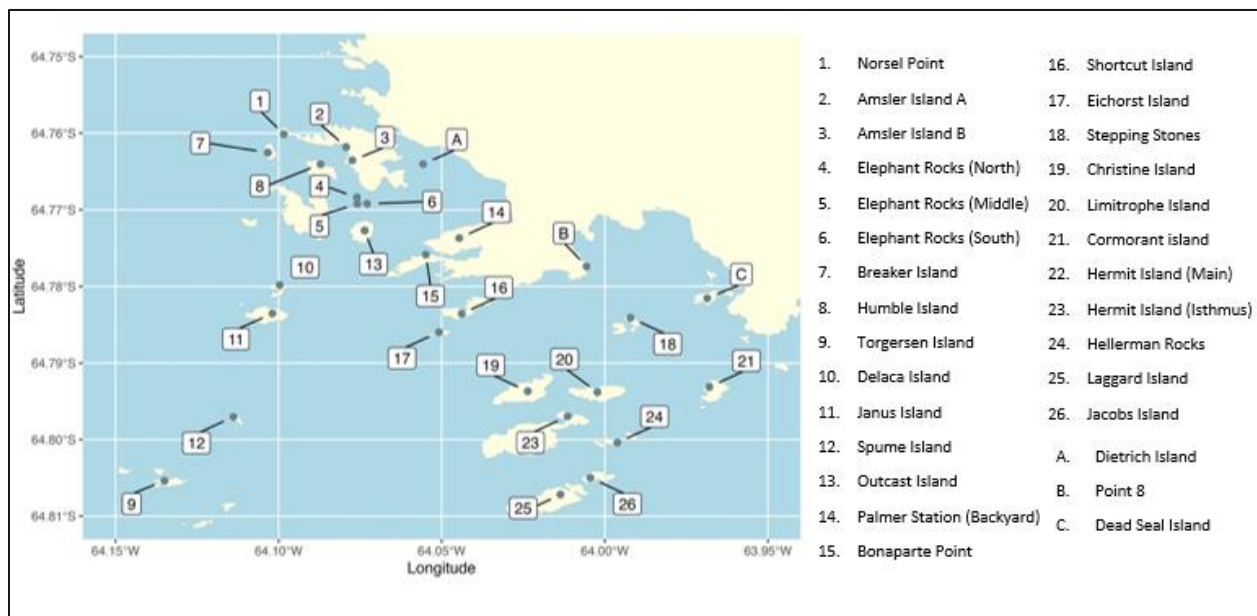 64.75°S
64.76°S
64.77°S
64.78°S
64.79°S
64.80°S
64.81°S
Latitude
1
2
3
A
7
8
4
6
5
14
B
13
10
15
16
C
11
17
18
19
20
21
12
23
24
9
25
26
64.15°W
64.10°W
64.05°W
64.00°W
63.95°W
Longitude
1. Norsel Point
2. Amsler Island A
3. Amsler Island B
4. Elephant Rocks (North)
5. Elephant Rocks (Middle)
6. Elephant Rocks (South)
7. Breaker Island
8. Humble Island
9. Torgersen Island
10. Delaca Island
11. Janus Island
12. Spume Island
13. Outcast Island
14. Palmer Station (Backyard)
15. Bonaparte Point
16. Shortcut Island
17. Eichorst Island
18. Stepping Stones
19. Christine Island
20. Limitrophe Island
21. Cormorant island
22. Hermit Island (Main)
23. Hermit Island (Isthmus)
24. Hellerman Rocks
25. Laggard Island
26. Jacobs Island
A. Dietrich Island
B. Point 8
C. Dead Seal Island